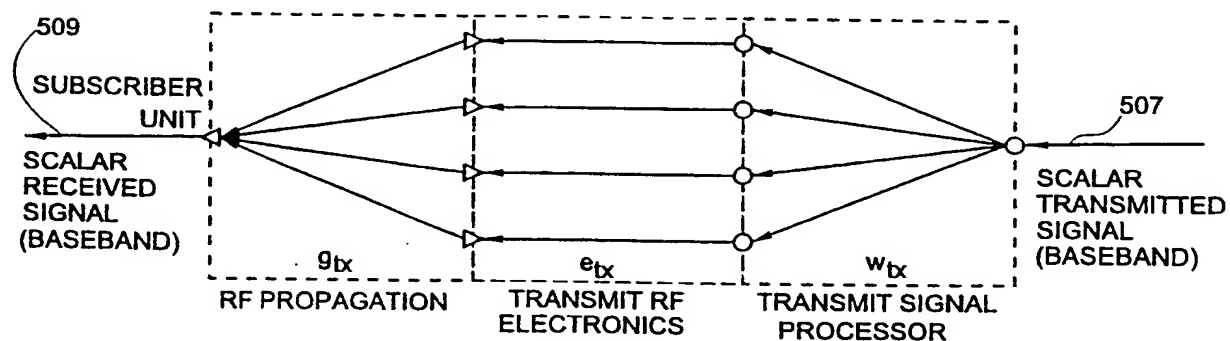 509
SUBSCRIBER
UNIT
SCALAR
RECEIVED
SIGNAL
(BASEBAND)
gtx
RF PROPAGATION
etx
TRANSMIT RF
ELECTRONICS
wtx
TRANSMIT SIGNAL
PROCESSOR
507
SCALAR
TRANSMITTED
SIGNAL
(BASEBAND)